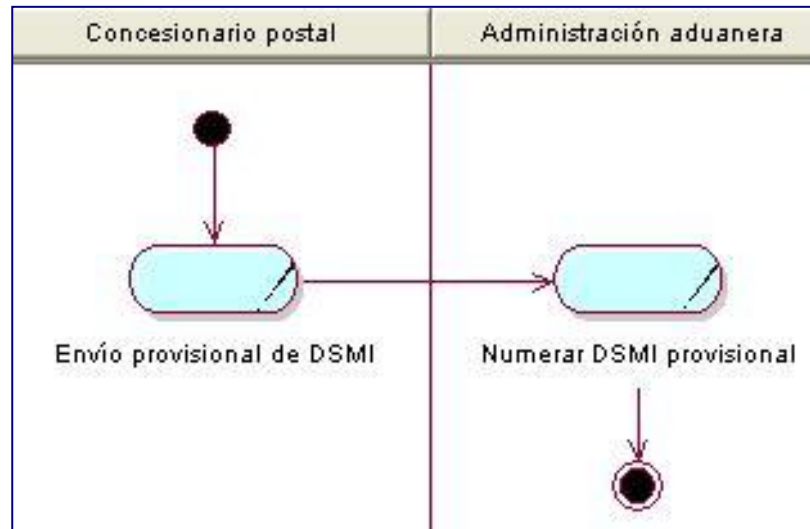 Concesionario postal
Administración aduanera
Envío provisional de DSMI
Numerar DSMI provisional